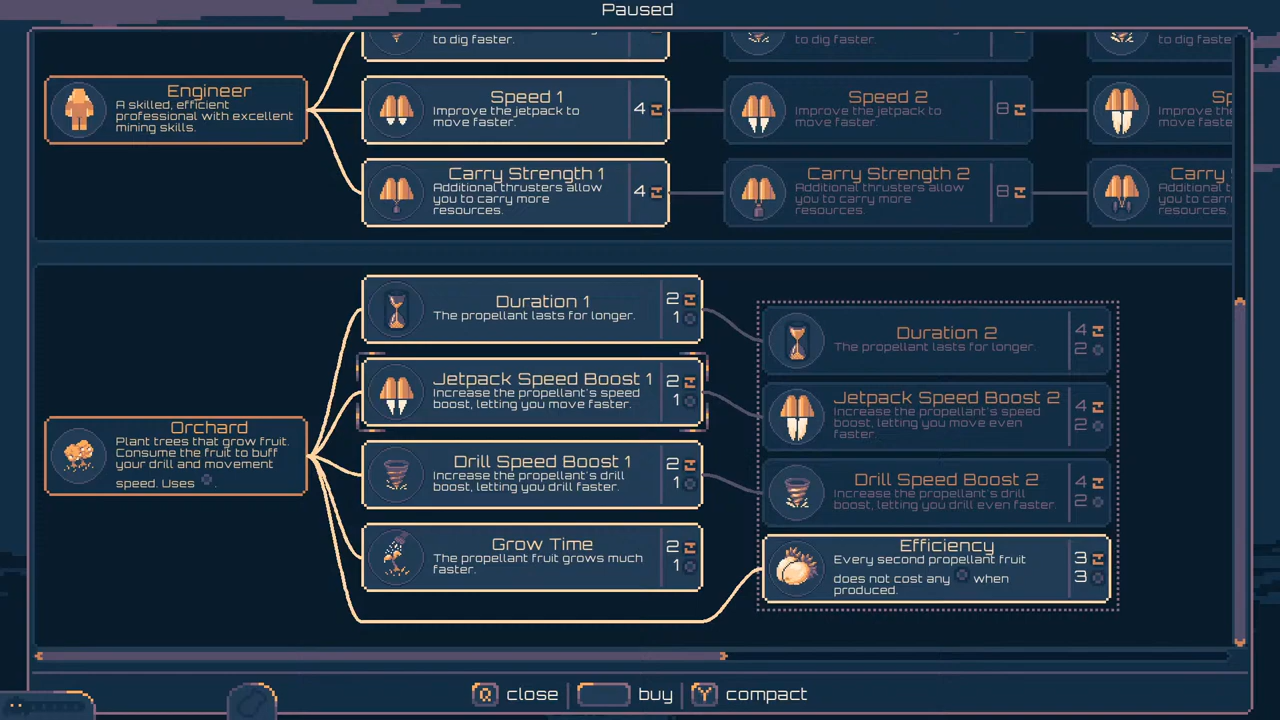 Paused
to dig faster.
to dig faster.
to dig faster.
Engineer
A skilled, efficient
professional with excellent
mining skills.
Speed 1
Improve the jetpack to
move faster.
4
Speed 2
Improve the jetpack to
move faster.
8
Sp
Improve the
move faster
Carry Strength 1
Additional thrusters allow
you to carry more
resources.
4
Carry Strength 2
Additional thrusters allow
you to carry more
resources.
8
Carry
Additional th
you to carry
resources.
Orchard
Plant trees that grow fruit.
Consume the fruit to buff
your drill and movement
speed. Uses .
Duration 1
The propellant lasts for longer.
2
1
Jetpack Speed Boost 1
Increase the propellant's speed
boost, letting you move faster.
2
1
Drill Speed Boost 1
Increase the propellant's drill
boost, letting you drill faster.
2
1
Grow Time
The propellant fruit grows much
faster.
2
1
Duration 2
The propellant lasts for longer.
4
2
Jetpack Speed Boost 2
Increase the propellant's speed
boost, letting you move even
faster.
4
2
Drill Speed Boost 2
Increase the propellant's drill
boost, letting you drill even faster.
4
2
Efficiency
Every second propellant fruit
does not cost any when
produced.
3
3
Q close buy Y compact